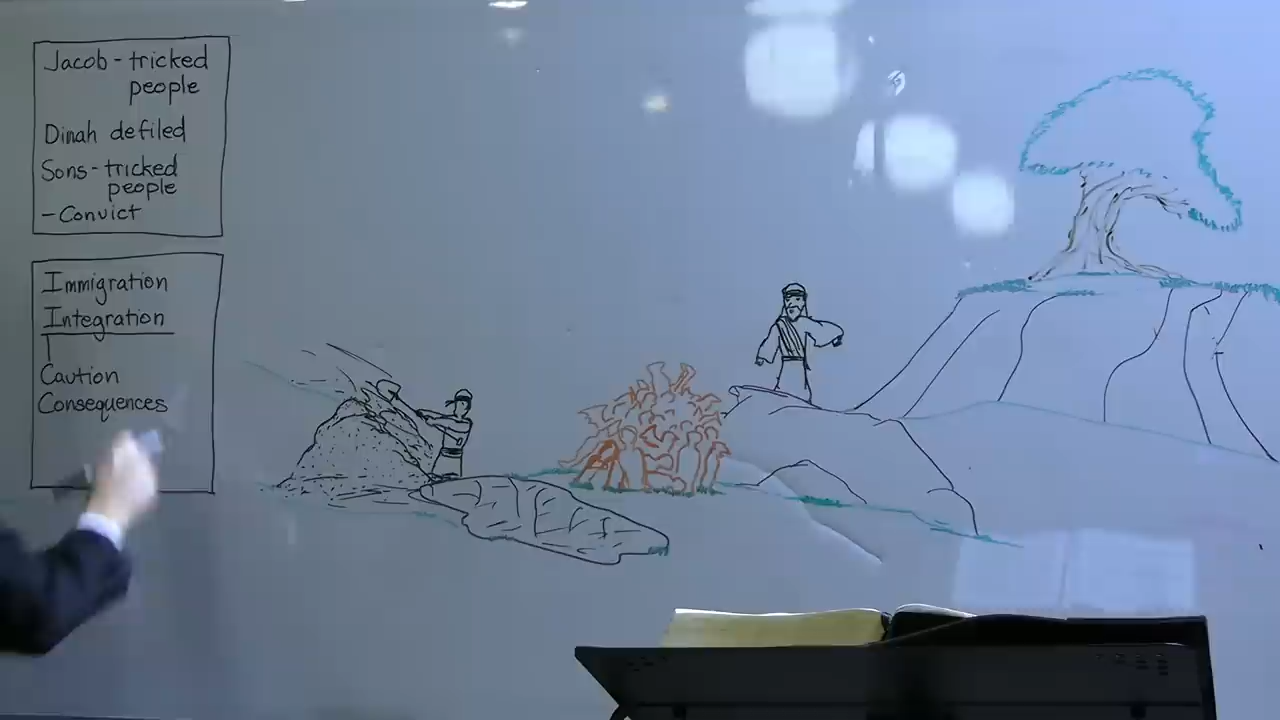 Jacob - tricked
people
Dinah defiled
Sons - tricked
people
- Convict
Immigration
Integration
Caution
Consequences